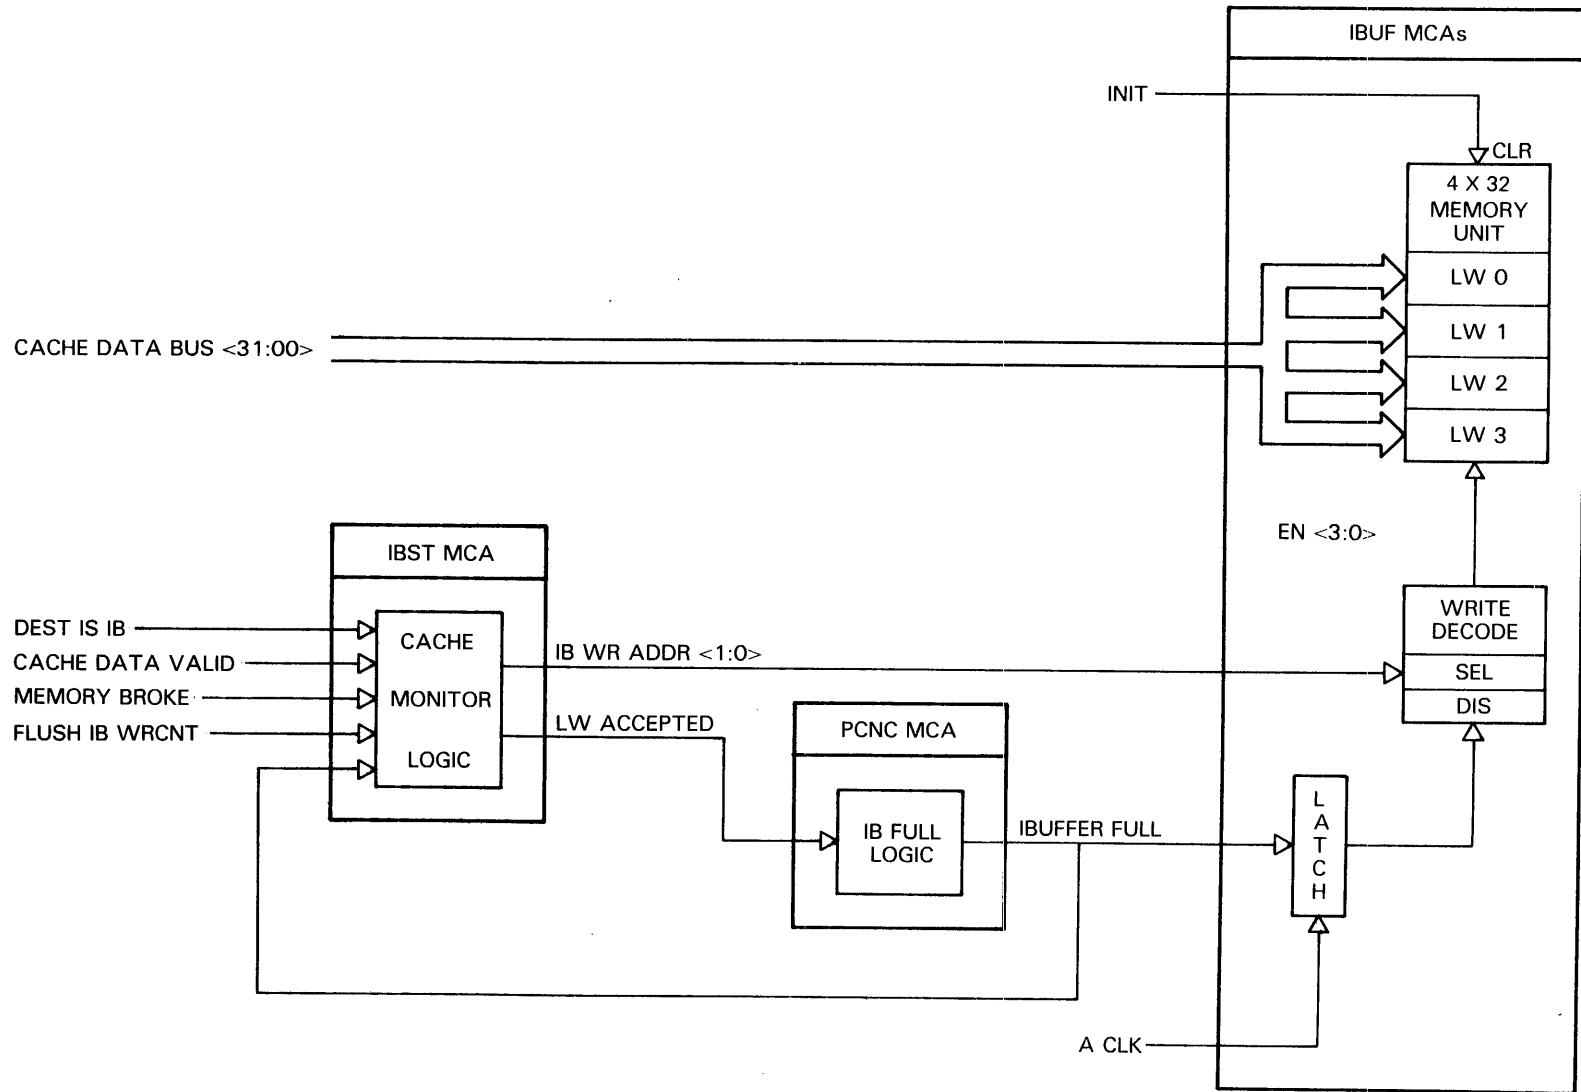 IBUF MCAs
INIT
CLR
4 X 32
MEMORY
UNIT
LW 0
LW 1
LW 2
LW 3
CACHE DATA BUS <31:00>
EN <3:0>
IBST MCA
DEST IS IB
CACHE DATA VALID
MEMORY BROKE
FLUSH IB WRCNT
CACHE
MONITOR
LOGIC
IB WR ADDR <1:0>
LW ACCEPTED
WRITE
DECODE
SEL
DIS
PCNC MCA
IB FULL
LOGIC
IBUFFER FULL
LATCH
A CLK